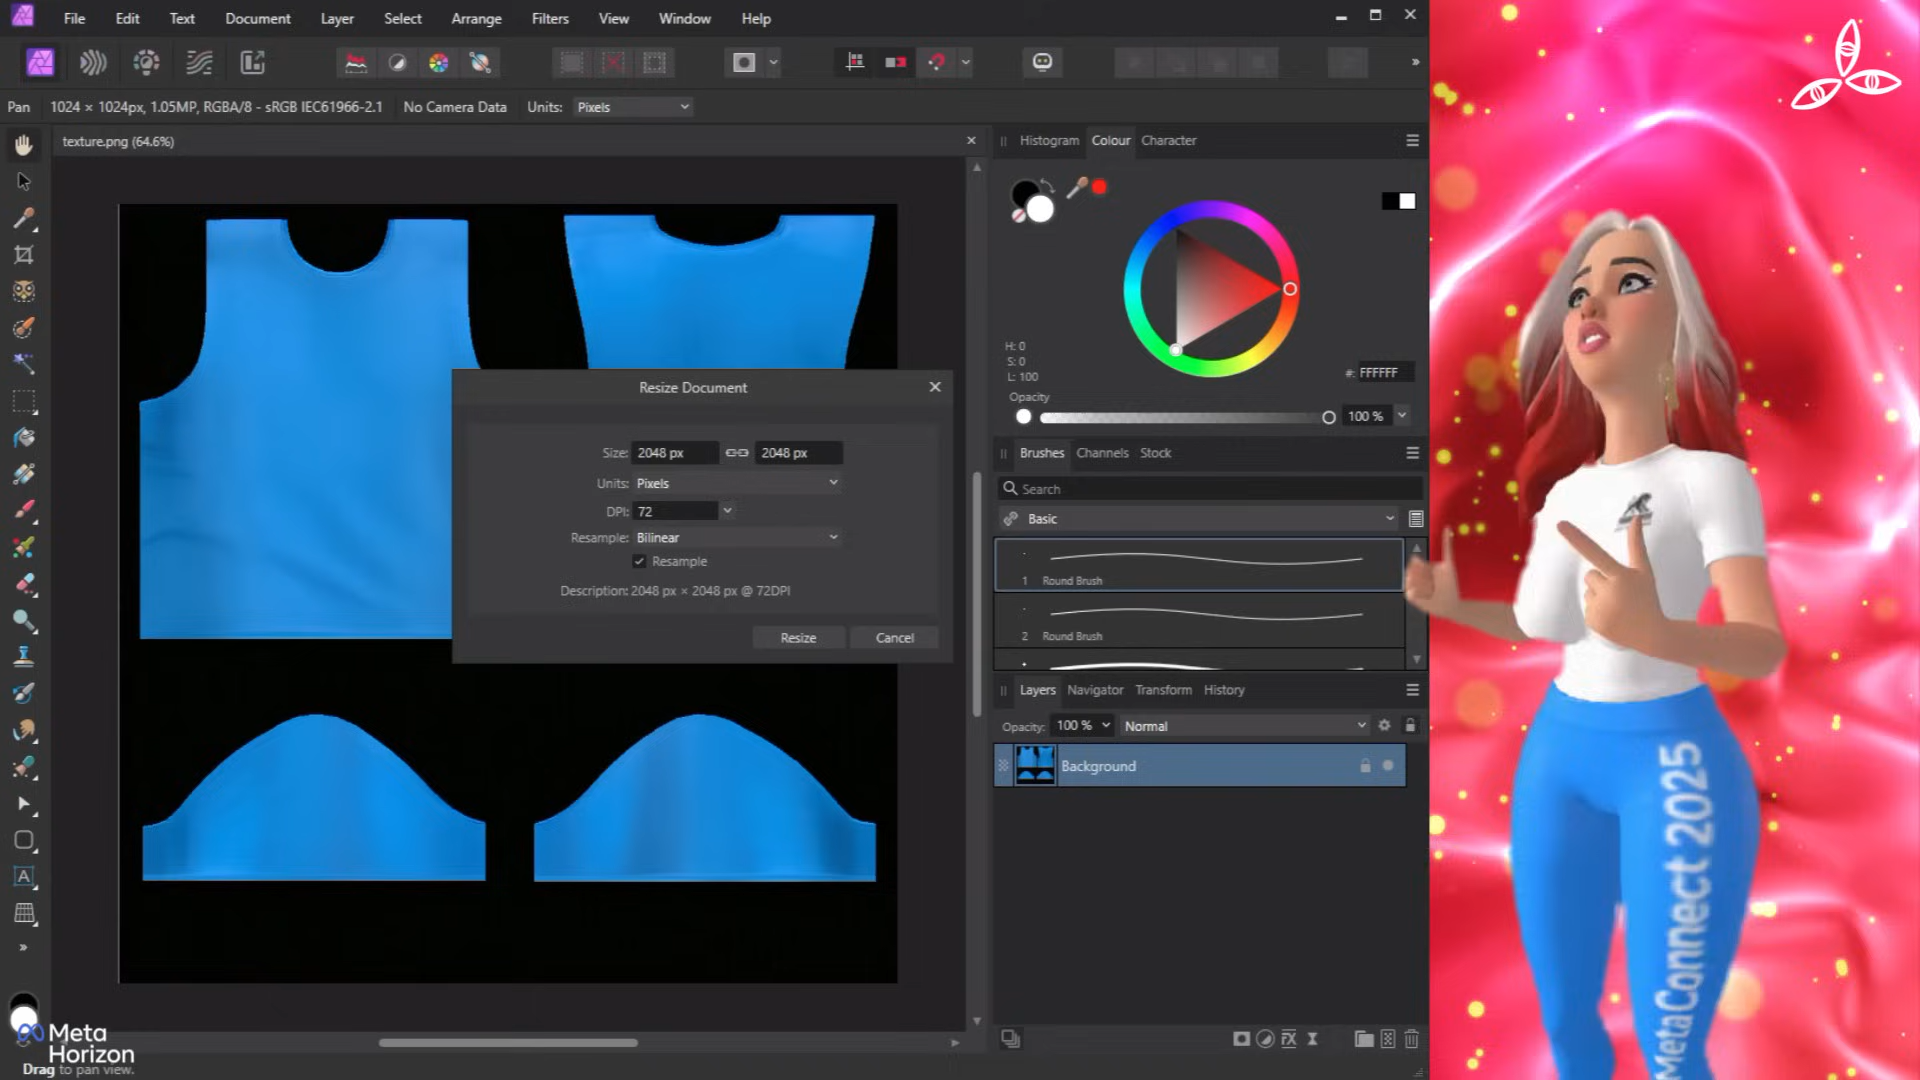 File Edit Text Document Layer Select Arrange Filters View Window Help
Pan 1024 × 1024px, 1.05MP, RGBA/8 - sRGB IEC61966-2.1 No Camera Data Units: Pixels
texture.png (64.6%)
Histogram Colour Character
H: 0
S: 0
L: 100
#: FFFFFF
Opacity
100 %
Resize Document
Size: 2048 px 2048 px
Units: Pixels
DPI: 72
Resample: Bilinear
Resample
Description: 2048 px × 2048 px @ 72DPI
Resize Cancel
Brushes Channels Stock
Search
Basic
1 Round Brush
2 Round Brush
Layers Navigator Transform History
Opacity: 100 % Normal
Background
Meta
Horizon
Drag to pan view.
MetaConnect 2025